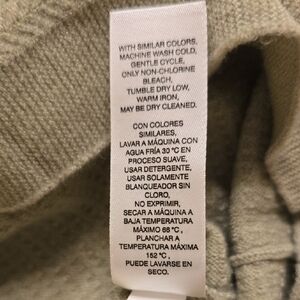 WITH SIMILAR COLORS,
MACHINE WASH COLD,
GENTLE CYCLE,
ONLY NON-CHLORINE
BLEACH,
TUMBLE DRY LOW,
WARM IRON,
MAY BE DRY CLEANED.
CON COLORES
SIMILARES,
LAVAR A MÁQUINA CON
AGUA FRÍA 30 °C EN
PROCESO SUAVE,
USAR DETERGENTE,
USAR SOLAMENTE
BLANQUEADOR SIN
CLORO,
NO EXPRIMIR,
SECAR A MÁQUINA A
BAJA TEMPERATURA
MÁXIMO 66 °C,
PLANCHAR A
TEMPERATURA MÁXIMA
152 °C,
PUEDE LAVARSE EN
SECO.